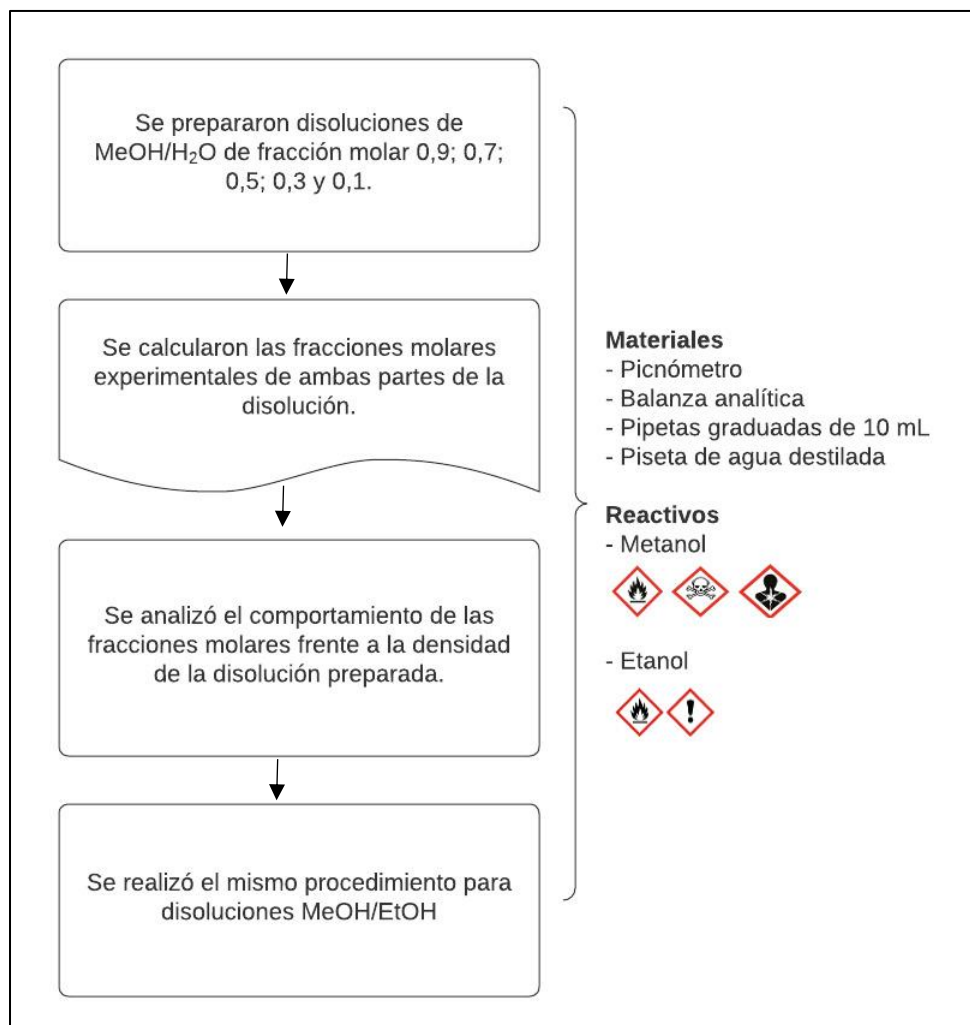 Se prepararon disoluciones de
MeOH/H₂O de fracción molar 0,9; 0,7;
0,5; 0,3 y 0,1.
Se calcularon las fracciones molares
experimentales de ambas partes de la
disolución.
Se analizó el comportamiento de las
fracciones molares frente a la densidad
de la disolución preparada.
Se realizó el mismo procedimiento para
disoluciones MeOH/EtOH
Materiales
- Picnómetro
- Balanza analítica
- Pipetas graduadas de 10 mL
- Piseta de agua destilada
Reactivos
- Metanol
- Etanol